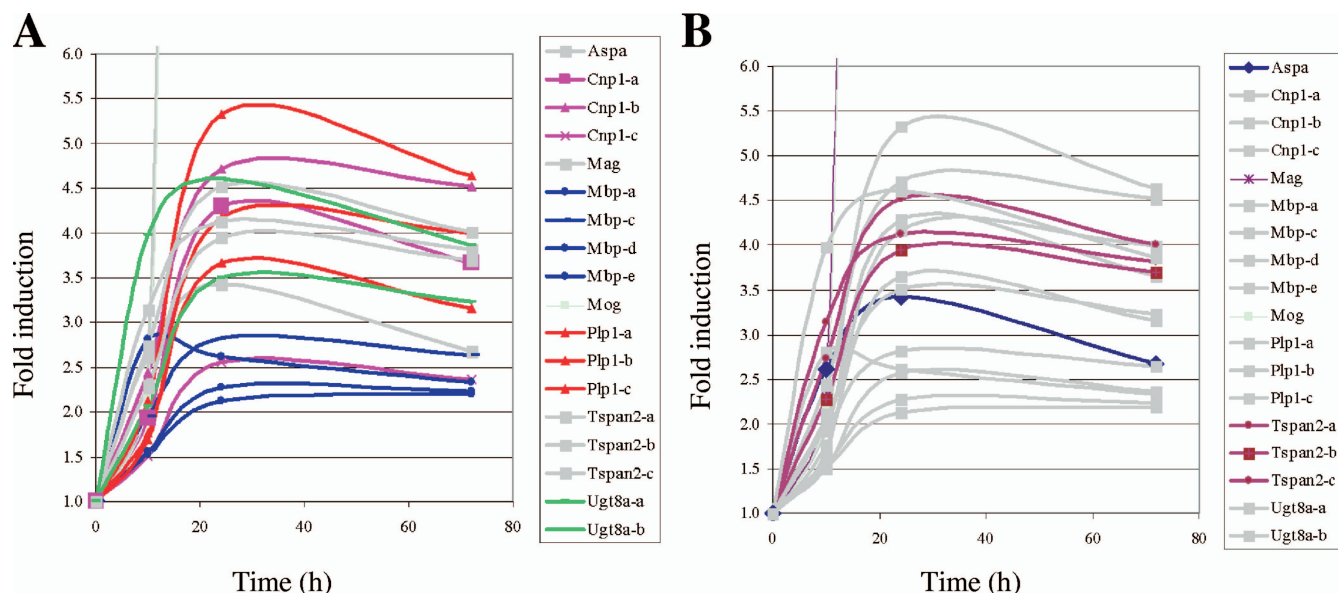 A
Fold induction
6.0
5.5
5.0
4.5
4.0
3.5
3.0
2.5
2.0
1.5
1.0
0 20 40 60 80
Time (h)
Aspa
Cnp1-a
Cnp1-b
Cnp1-c
Mag
Mbp-a
Mbp-c
Mbp-d
Mbp-e
Mog
Plp1-a
Plp1-b
Plp1-c
Tspan2-a
Tspan2-b
Tspan2-c
Ugt8a-a
Ugt8a-b
B
Fold induction
6.0
5.5
5.0
4.5
4.0
3.5
3.0
2.5
2.0
1.5
1.0
0 20 40 60 80
Time (h)
Aspa
Cnp1-a
Cnp1-b
Cnp1-c
Mag
Mbp-a
Mbp-c
Mbp-d
Mbp-e
Mog
Plp1-a
Plp1-b
Plp1-c
Tspan2-a
Tspan2-b
Tspan2-c
Ugt8a-a
Ugt8a-b